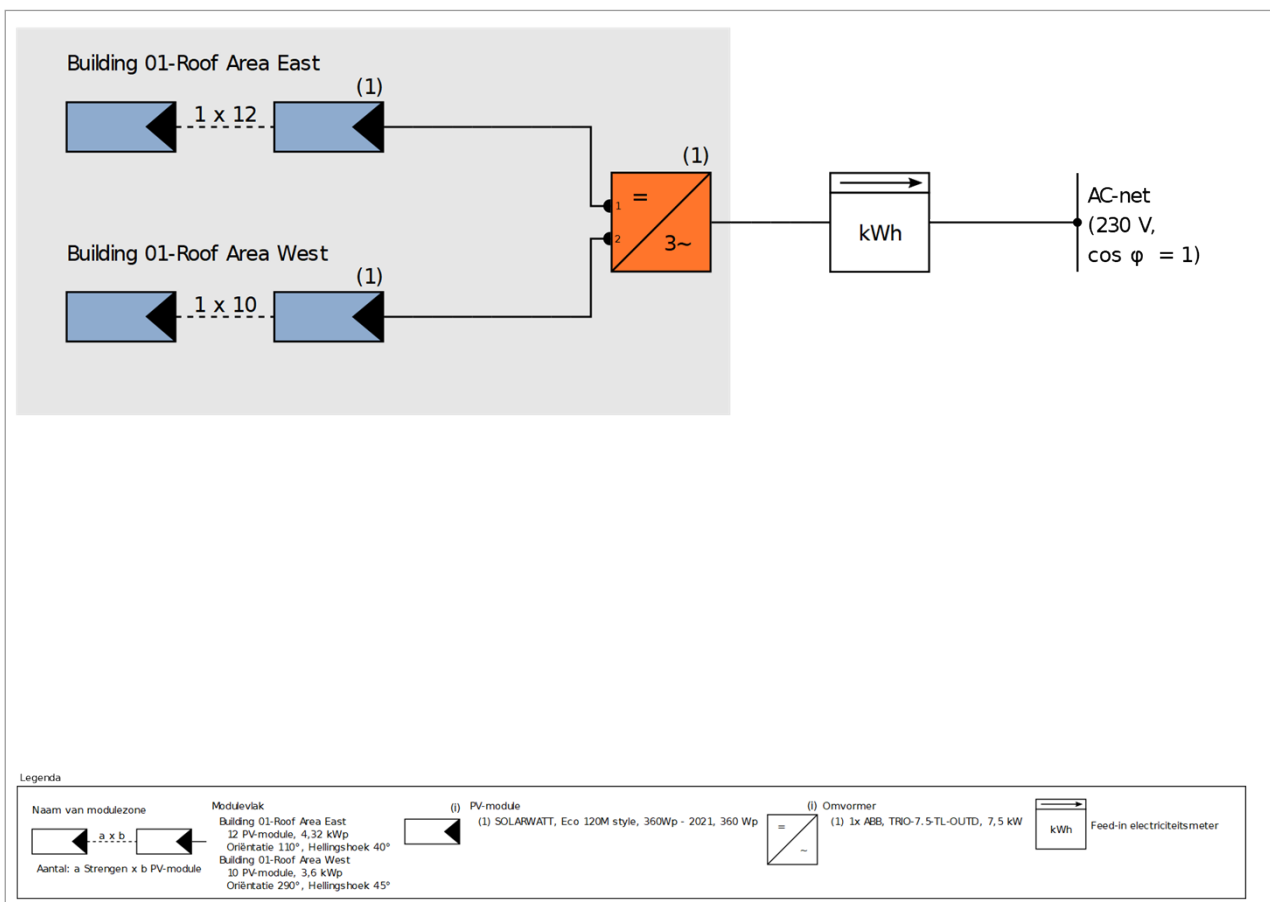 Building 01-Roof Area East
(1)
1 x 12
(1)
1
=
AC-net
(230 V,
cos φ = 1)
kWh
2
3~
Building 01-Roof Area West
(1)
1 x 10
Legenda
Naam van modulezone
a x b
Aantal: a Strengen x b PV-module
Modulevlak
Building 01-Roof Area East
12 PV-module, 4,32 kWp
Oriëntatie 110°, Hellingshoek 40°
Building 01-Roof Area West
10 PV-module, 3,6 kWp
Oriëntatie 290°, Hellingshoek 45°
(i) PV-module
(1) SOLARWATT, Eco 120M style, 360Wp - 2021, 360 Wp
(i) Omvormer
=
~
(1) 1x ABB, TRIO-7.5-TL-OUTD, 7,5 kW
kWh
Feed-in electriciteitsmeter